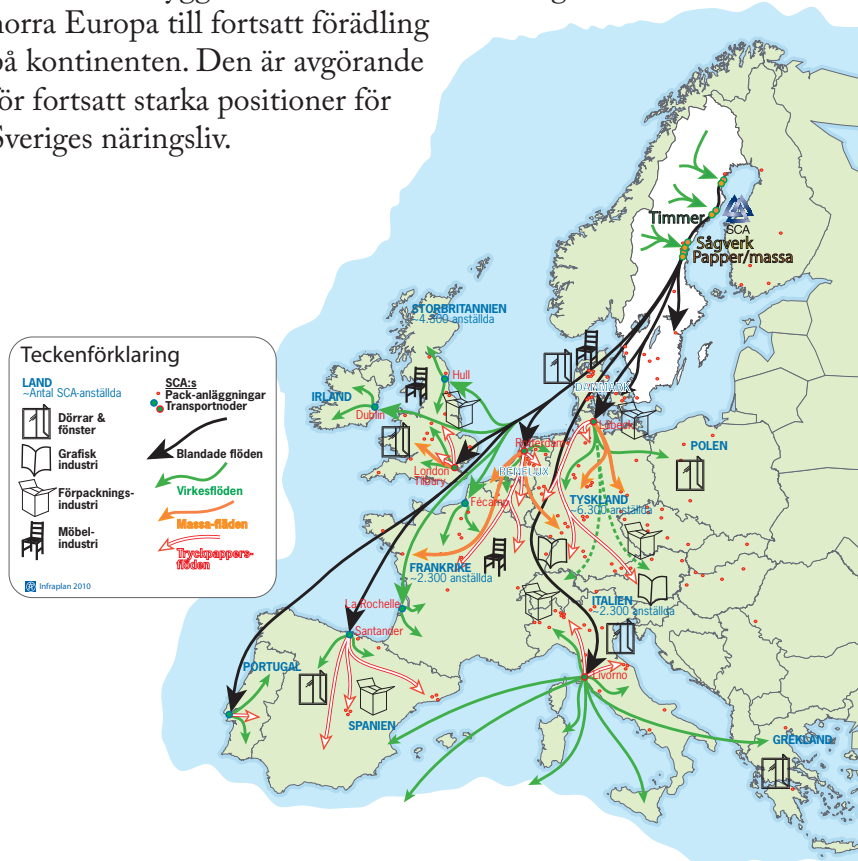 norra Europa till fortsatt förädling
på kontinenten. Den är avgörande
för fortsatt starka positioner för
Sveriges näringsliv.
Timmer
SCA
Sågverk
Papper/massa
STORBRITANNIEN
~4.300 anställda
Hull
IRLAND
Dublin
London
Tilbury
DANMARK
Lübeck
Rotterdam
BENELUX
POLEN
TYSKLAND
~6.300 anställda
Fécamp
FRANKRIKE
~2.300 anställda
La Rochelle
Santander
ITALIEN
~2.300 anställda
Livorno
PORTUGAL
SPANIEN
GREKLAND
Teckenförklaring
LAND
~Antal SCA-anställda
Dörrar &
fönster
Grafisk
industri
Förpacknings-
industri
Möbel-
industri
SCA:s
Pack-anläggningar
Transportnoder
Blandade flöden
Virkesflöden
Massa-flöden
Tryckpappers-
flöden
Infraplan 2010